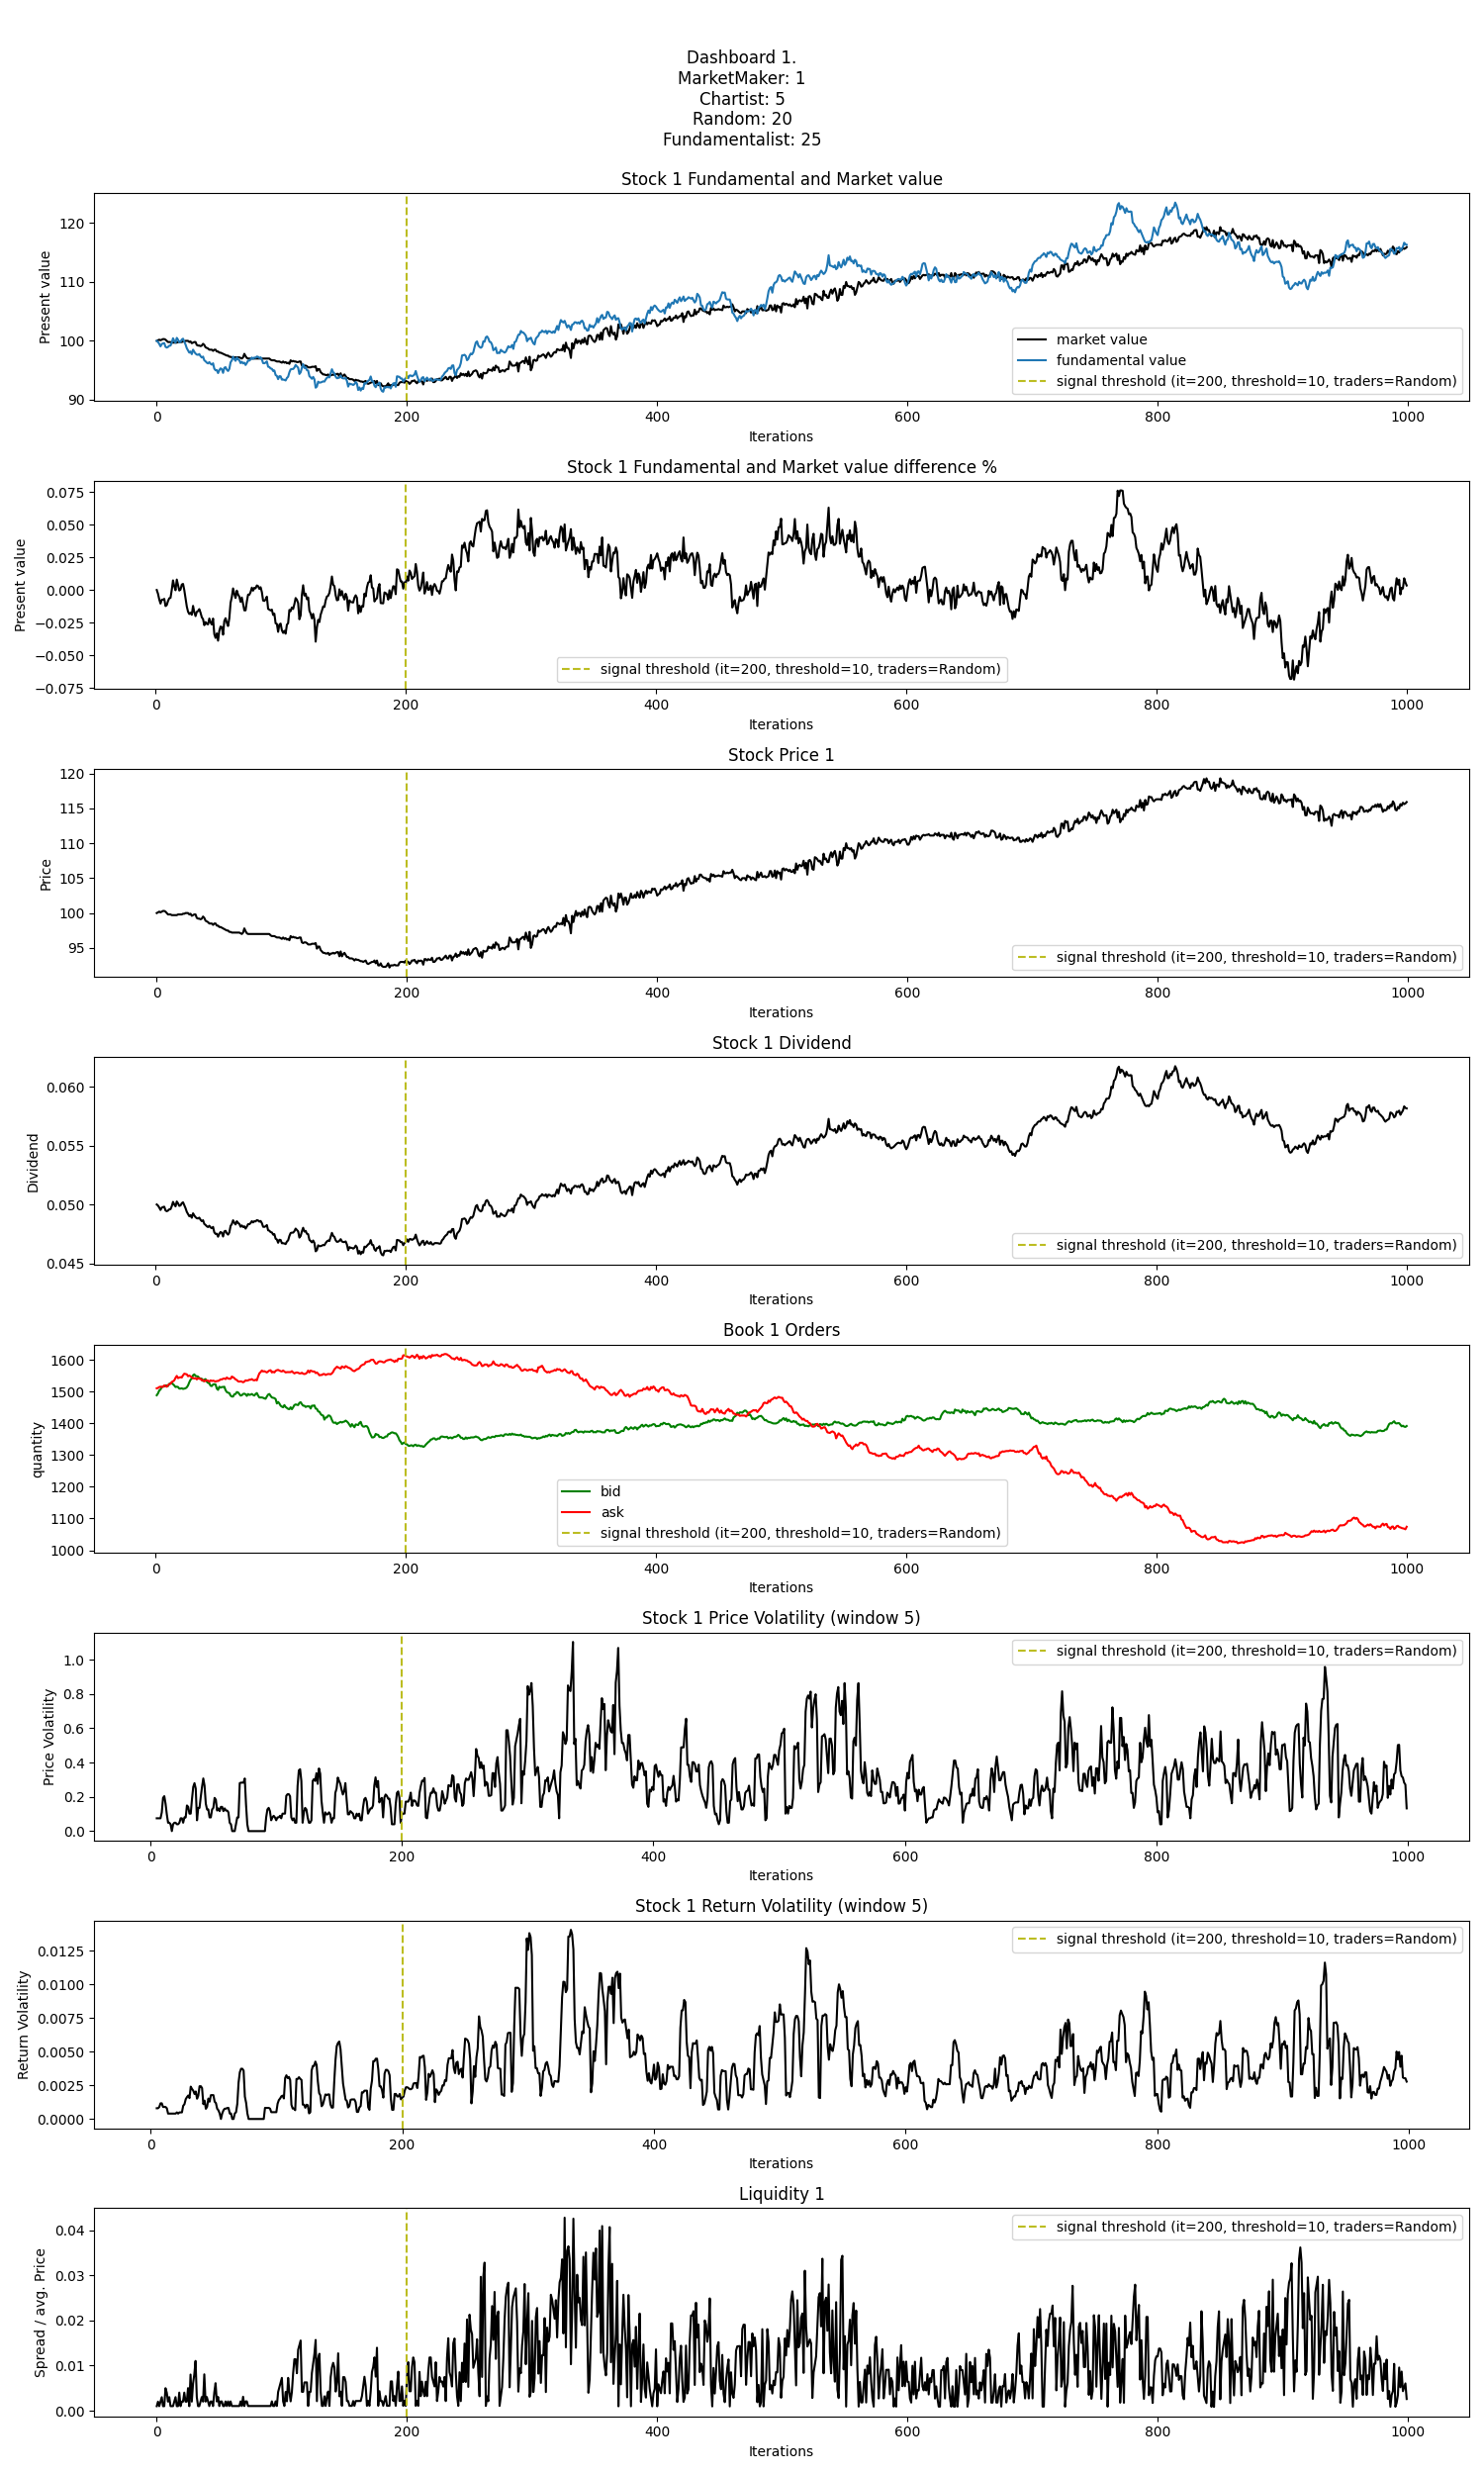 Dashboard 1.
MarketMaker: 1
Chartist: 5
Random: 20
Fundamentalist: 25
Stock 1 Fundamental and Market value
Present value
120
110
100
90
market value
fundamental value
signal threshold (it=200, threshold=10, traders=Random)
0 200 400 600 800 1000
Iterations
Stock 1 Fundamental and Market value difference %
Present value
0.075
0.050
0.025
0.000
−0.025
−0.050
−0.075
signal threshold (it=200, threshold=10, traders=Random)
0 200 400 600 800 1000
Iterations
Stock Price 1
Price
120
115
110
105
100
95
signal threshold (it=200, threshold=10, traders=Random)
0 200 400 600 800 1000
Iterations
Stock 1 Dividend
Dividend
0.060
0.055
0.050
0.045
signal threshold (it=200, threshold=10, traders=Random)
0 200 400 600 800 1000
Iterations
Book 1 Orders
quantity
1600
1500
1400
1300
1200
1100
1000
bid
ask
signal threshold (it=200, threshold=10, traders=Random)
0 200 400 600 800 1000
Iterations
Stock 1 Price Volatility (window 5)
Price Volatility
1.0
0.8
0.6
0.4
0.2
0.0
signal threshold (it=200, threshold=10, traders=Random)
0 200 400 600 800 1000
Iterations
Stock 1 Return Volatility (window 5)
Return Volatility
0.0125
0.0100
0.0075
0.0050
0.0025
0.0000
signal threshold (it=200, threshold=10, traders=Random)
0 200 400 600 800 1000
Iterations
Liquidity 1
Spread / avg. Price
0.04
0.03
0.02
0.01
0.00
signal threshold (it=200, threshold=10, traders=Random)
0 200 400 600 800 1000
Iterations